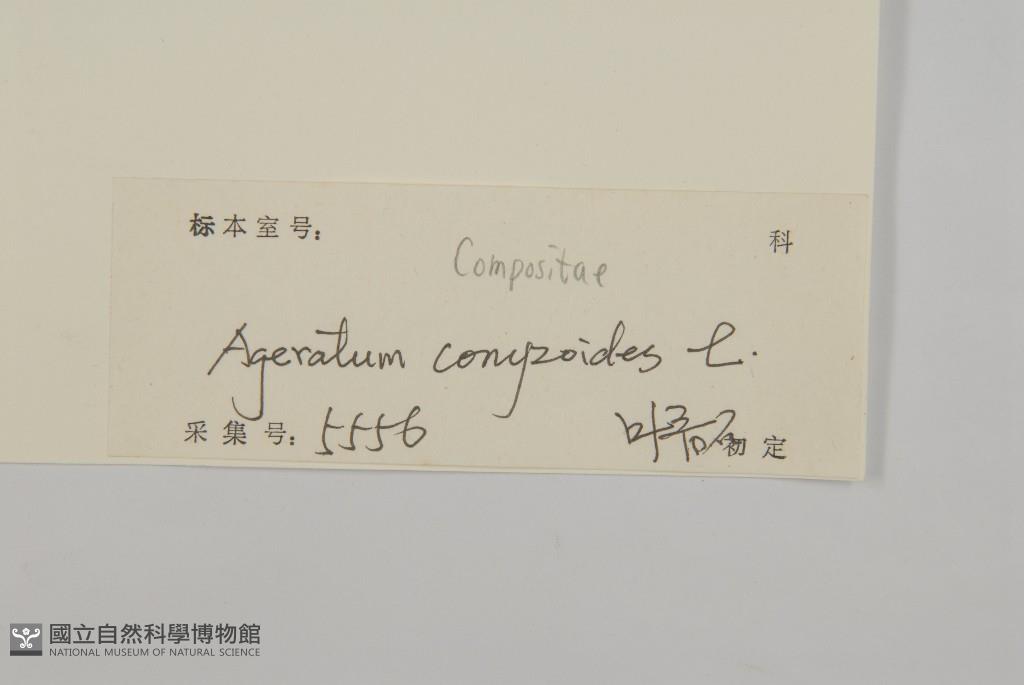 标本室号:
科
Compositae
Ageratum conyzoides L.
采集号: 5556
初定
國立自然科學博物館
NATIONAL MUSEUM OF NATURAL SCIENCE